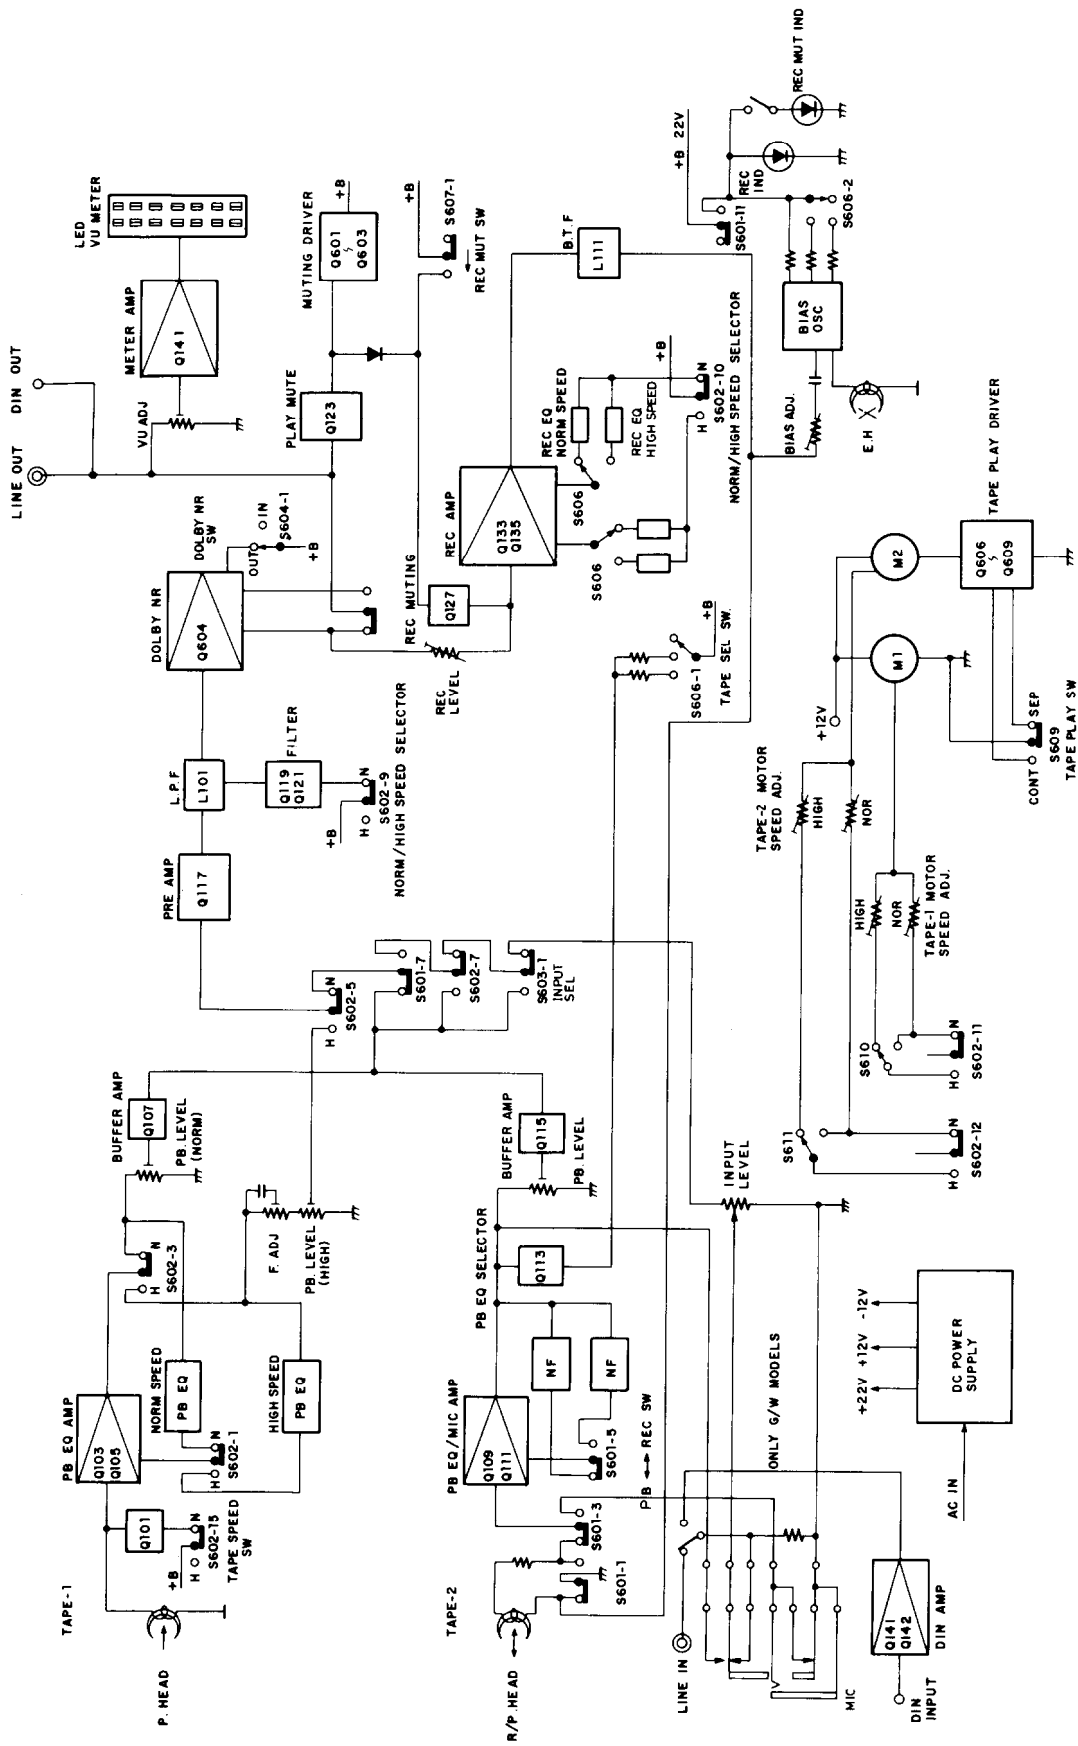 TAPE-1
P. HEAD
PB EQ AMP
Q103
Q105
Q101
+B
H
N
S602-15
TAPE SPEED
SW
NORM SPEED
PB EQ
H
N
S602-1
HIGH SPEED
PB EQ
H
N
S602-3
BUFFER AMP
Q107
PB. LEVEL
(NORM)
F. ADJ
PB. LEVEL
(HIGH)
PRE AMP
Q117
H
N
S602-5
S601-7
S602-7
S603-1
INPUT
SEL
L.P.F
L101
Q119
Q121
FILTER
+B
H
N
S602-9
NORM/HIGH SPEED SELECTOR
DOLBY NR
Q604
DOLBY NR
SW
OUT
IN
S604-1
+B
LINE OUT
DIN OUT
VU ADJ
METER AMP
Q141
LED
VU METER
PLAY MUTE
Q123
MUTING DRIVER
Q601
~
Q603
+B
+B
S607-1
REC MUT SW
REC MUTING
Q127
REC
LEVEL
REC AMP
Q133
Q135
S606
S606
REC EQ
NORM SPEED
REC EQ
HIGH SPEED
+B
H
N
S602-10
NORM/HIGH SPEED SELECTOR
B.T.F
L111
+B 22V
S601-11
REC
IND
REC MUT IND
S606-2
BIAS
OSC
BIAS ADJ.
E.H
TAPE-2
R/P. HEAD
PB EQ/MIC AMP
Q109
Q111
S601-1
S601-3
S601-5
PB ↔ REC SW
NF
NF
PB EQ SELECTOR
Q113
BUFFER AMP
Q115
PB. LEVEL
S606-1
+B
TAPE SEL SW.
LINE IN
MIC
ONLY G/W MODELS
INPUT
LEVEL
DIN
INPUT
Q141
Q142
DIN AMP
AC IN
DC POWER
SUPPLY
+22V
+12V
-12V
S611
H
N
S602-12
S610
H
N
S602-11
TAPE-2 MOTOR
SPEED ADJ.
HIGH
NOR
HIGH
NOR
TAPE-1 MOTOR
SPEED ADJ.
+12V
M1
M2
CONT
SEP
S609
TAPE PLAY SW
TAPE PLAY DRIVER
Q606
~
Q609